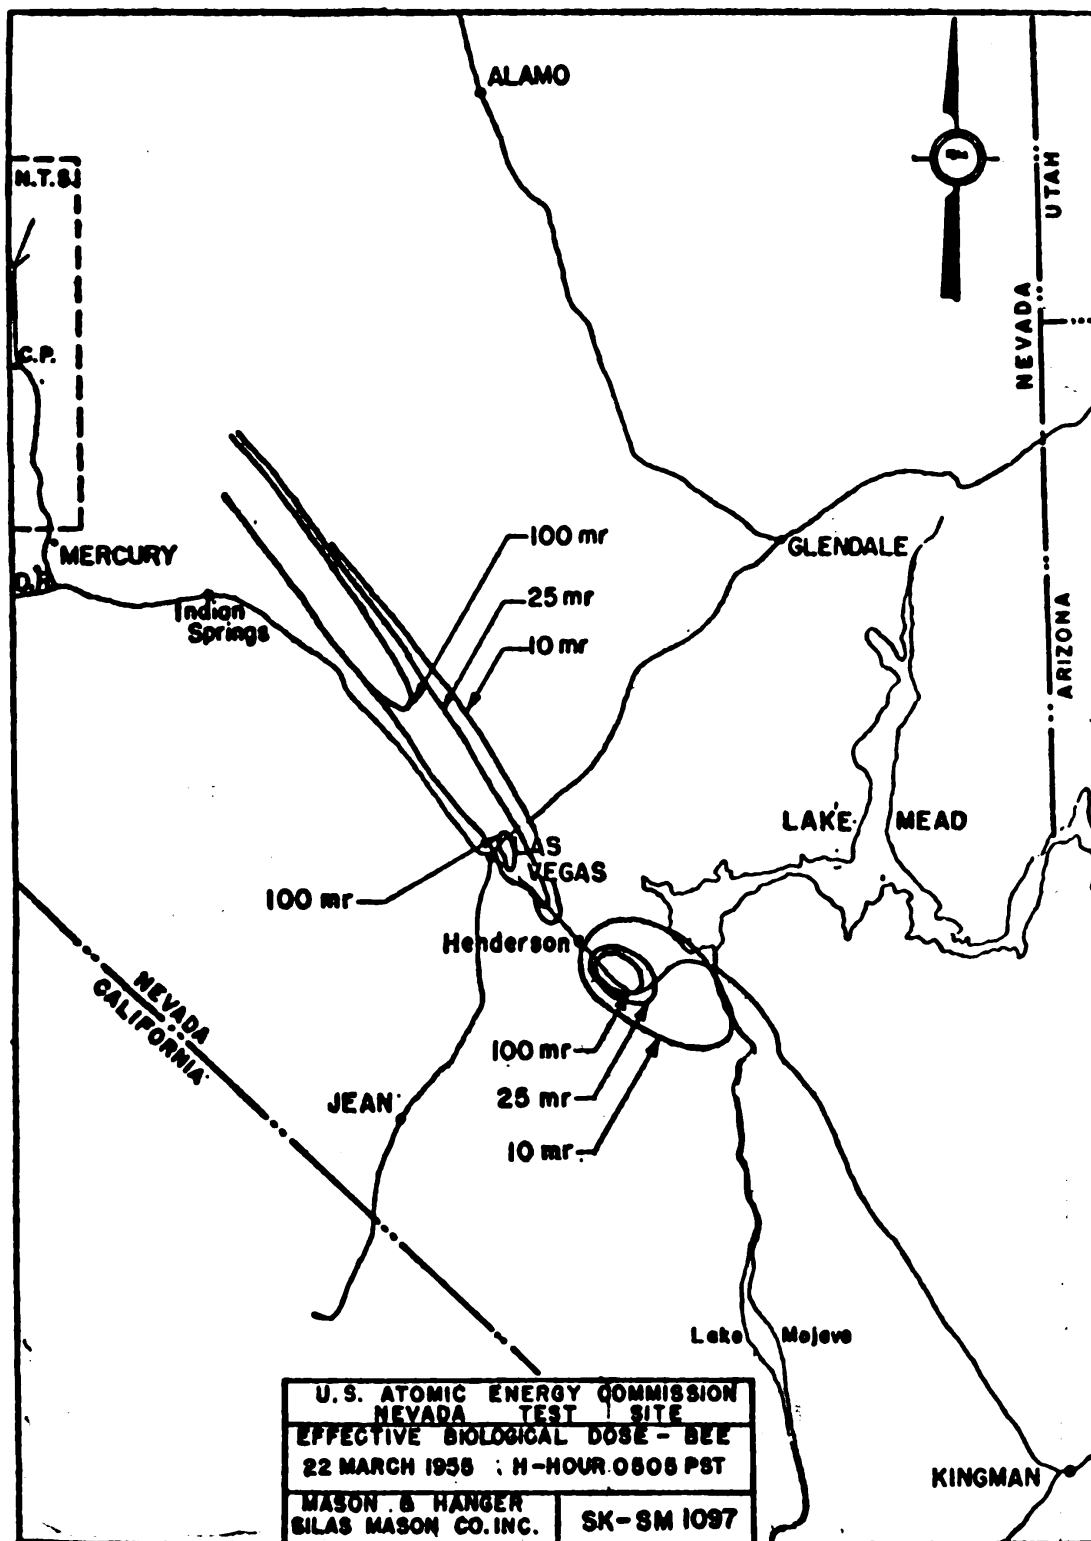 ALAMO
N.T.S.
UTAH
NEVADA
C.P.
MERCURY
Indian
Springs
100 mr
25 mr
10 mr
GLENDALE
ARIZONA
LAKE MEAD
LAS
VEGAS
100 mr
Henderson
NEVADA
CALIFORNIA
100 mr
25 mr
10 mr
JEAN
Lake Mojave
KINGMAN
U.S. ATOMIC ENERGY COMMISSION
NEVADA TEST SITE
EFFECTIVE BIOLOGICAL DOSE - BEE
22 MARCH 1955 : H-HOUR 0505 PST
MASON & HANGER
SILAS MASON CO. INC.
SK-SM 1097